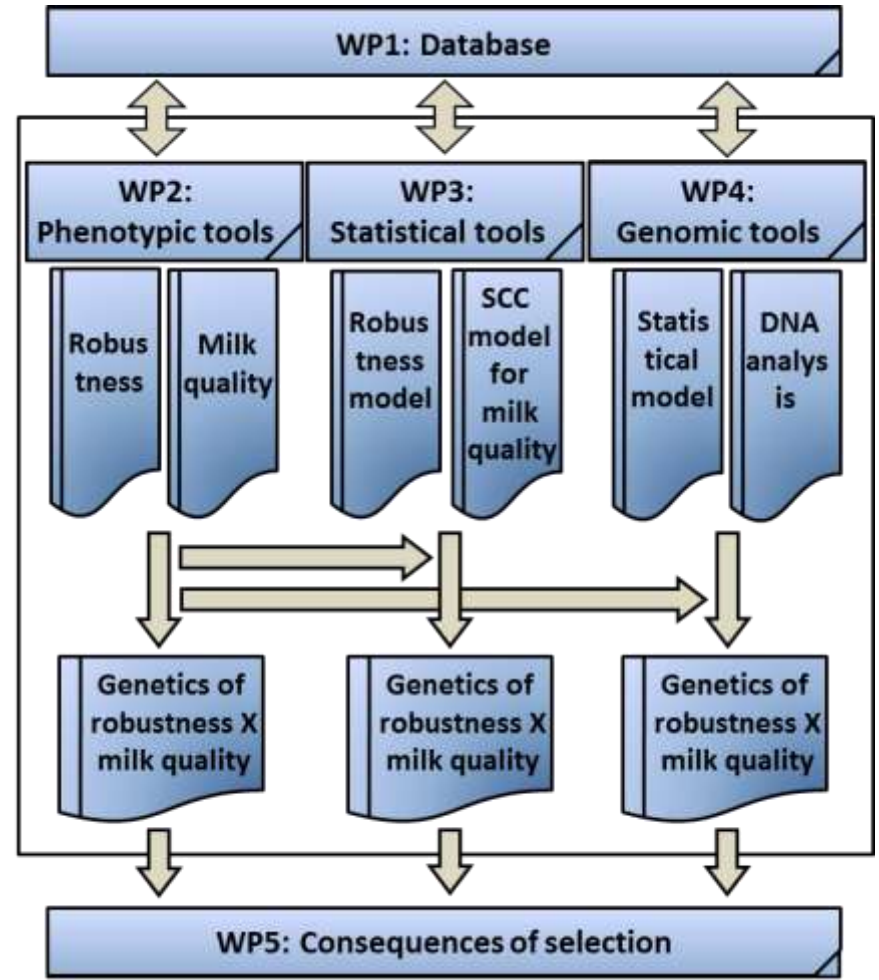 WP1: Database
WP2:
Phenotypic tools
WP3:
Statistical tools
WP4:
Genomic tools
Robus
tness
Milk
quality
Robus
tness
model
SCC
model
for
milk
quality
Statis
tical
model
DNA
analys
is
Genetics of
robustness X
milk quality
Genetics of
robustness X
milk quality
Genetics of
robustness X
milk quality
WP5: Consequences of selection